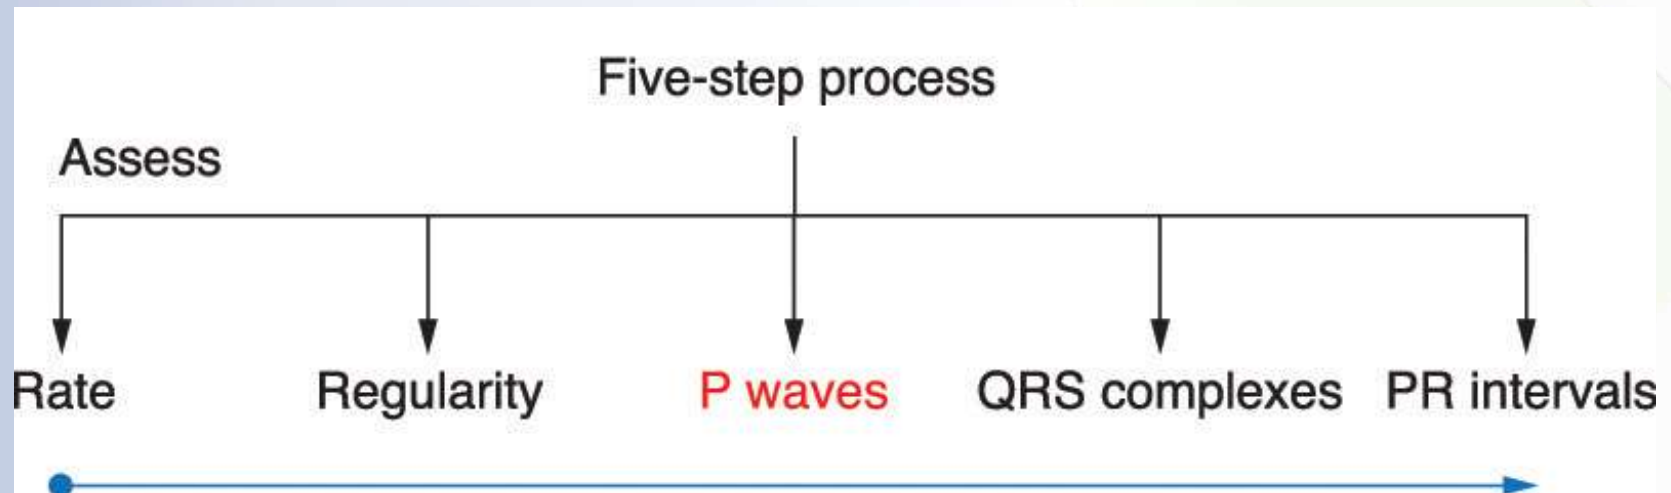 Five-step process
Assess
Rate Regularity P waves QRS complexes PR intervals